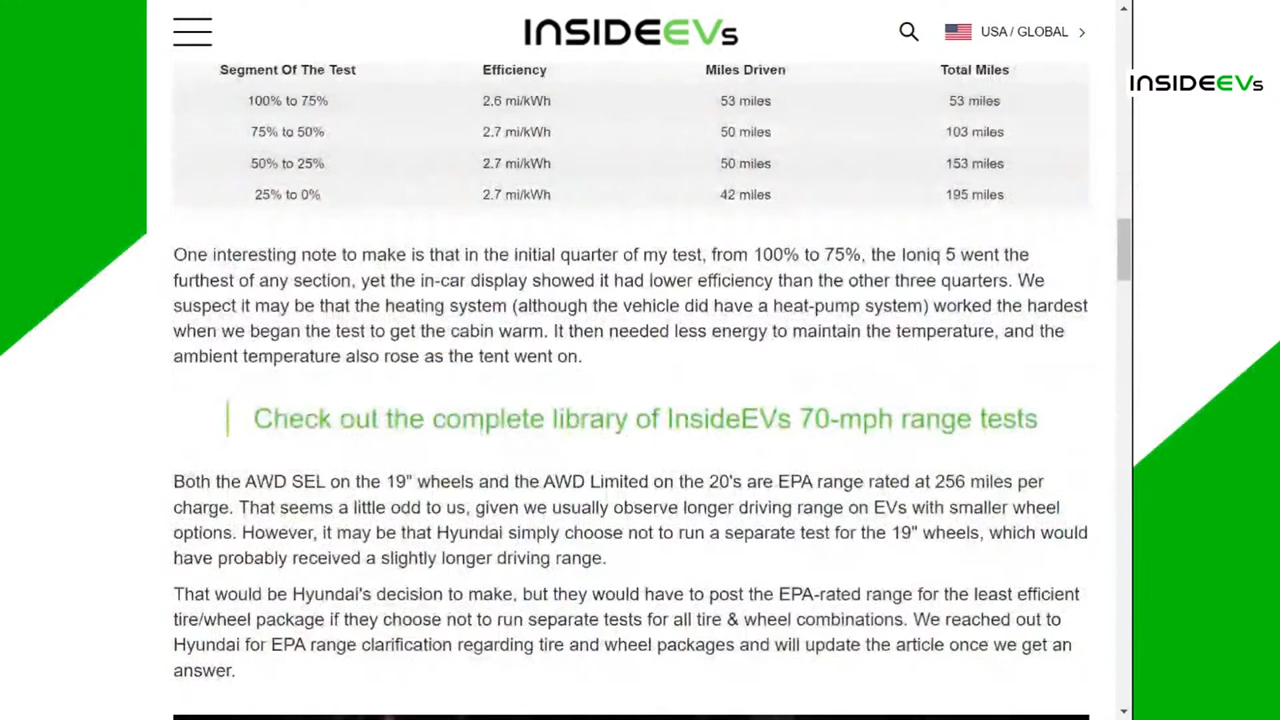 INSIDEEVs
USA / GLOBAL
INSIDEEVs
Segment Of The Test Efficiency Miles Driven Total Miles
100% to 75% 2.6 mi/kWh 53 miles 53 miles
75% to 50% 2.7 mi/kWh 50 miles 103 miles
50% to 25% 2.7 mi/kWh 50 miles 153 miles
25% to 0% 2.7 mi/kWh 42 miles 195 miles
One interesting note to make is that in the initial quarter of my test, from 100% to 75%, the Ioniq 5 went the
furthest of any section, yet the in-car display showed it had lower efficiency than the other three quarters. We
suspect it may be that the heating system (although the vehicle did have a heat-pump system) worked the hardest
when we began the test to get the cabin warm. It then needed less energy to maintain the temperature, and the
ambient temperature also rose as the tent went on.
Check out the complete library of InsideEVs 70-mph range tests
Both the AWD SEL on the 19" wheels and the AWD Limited on the 20's are EPA range rated at 256 miles per
charge. That seems a little odd to us, given we usually observe longer driving range on EVs with smaller wheel
options. However, it may be that Hyundai simply choose not to run a separate test for the 19" wheels, which would
have probably received a slightly longer driving range.
That would be Hyundai's decision to make, but they would have to post the EPA-rated range for the least efficient
tire/wheel package if they choose not to run separate tests for all tire & wheel combinations. We reached out to
Hyundai for EPA range clarification regarding tire and wheel packages and will update the article once we get an
answer.